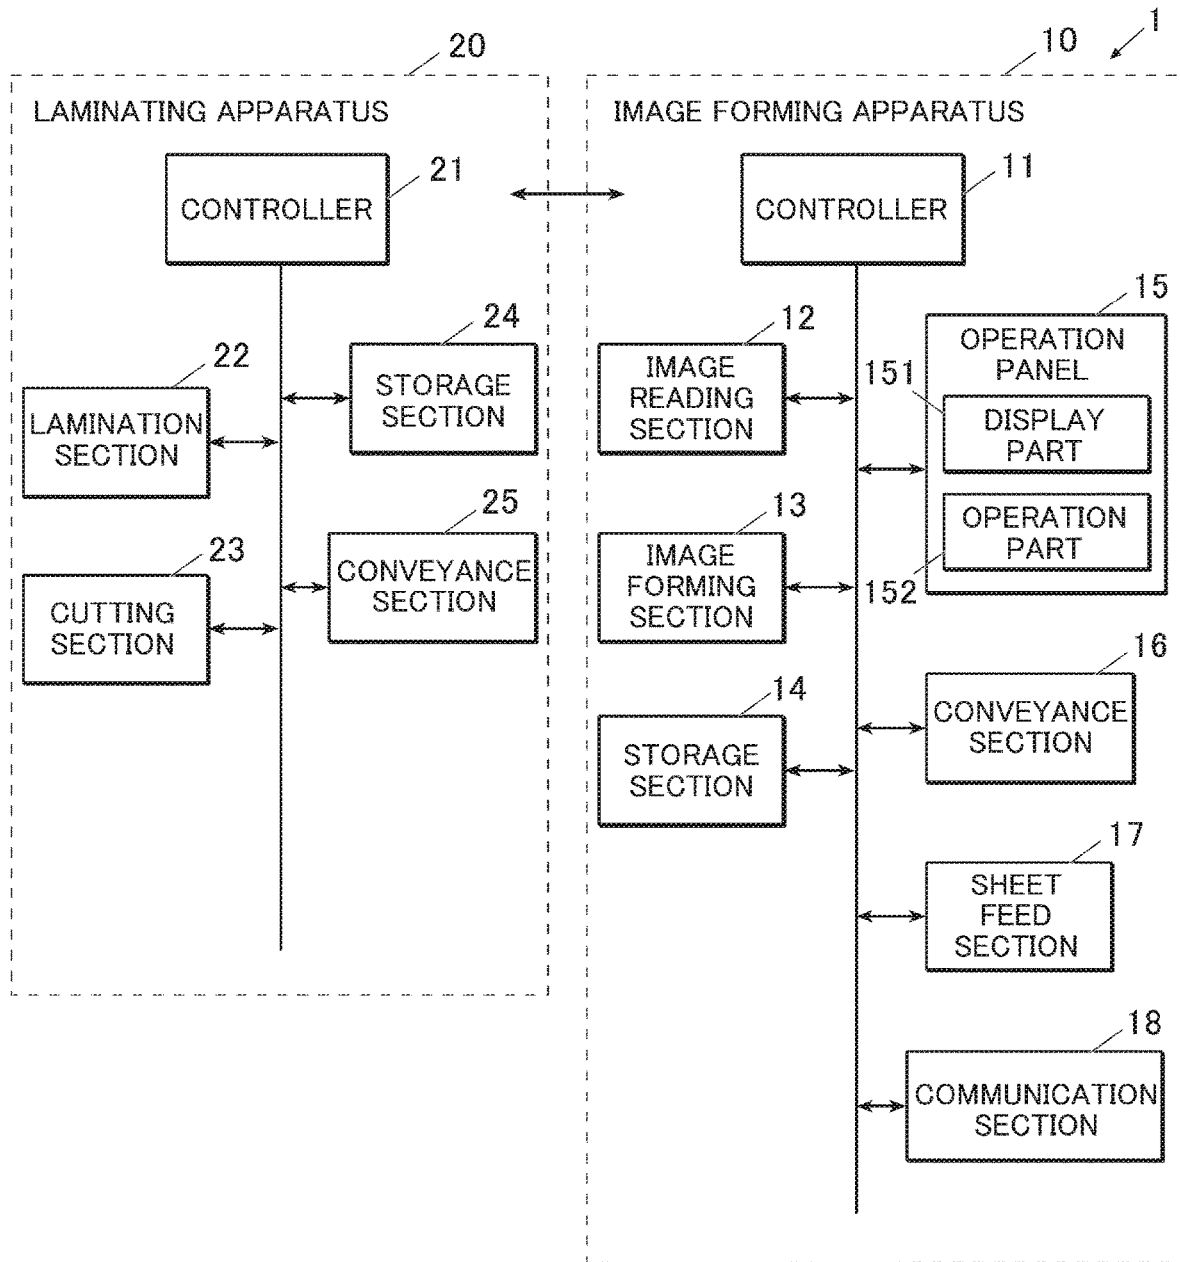 1
20
LAMINATING APPARATUS
21
CONTROLLER
24
STORAGE
SECTION
22
LAMINATION
SECTION
25
CONVEYANCE
SECTION
23
CUTTING
SECTION
10
IMAGE FORMING APPARATUS
11
CONTROLLER
12
IMAGE
READING
SECTION
15
OPERATION
PANEL
151
DISPLAY
PART
OPERATION
PART
152
13
IMAGE
FORMING
SECTION
14
STORAGE
SECTION
16
CONVEYANCE
SECTION
17
SHEET
FEED
SECTION
18
COMMUNICATION
SECTION